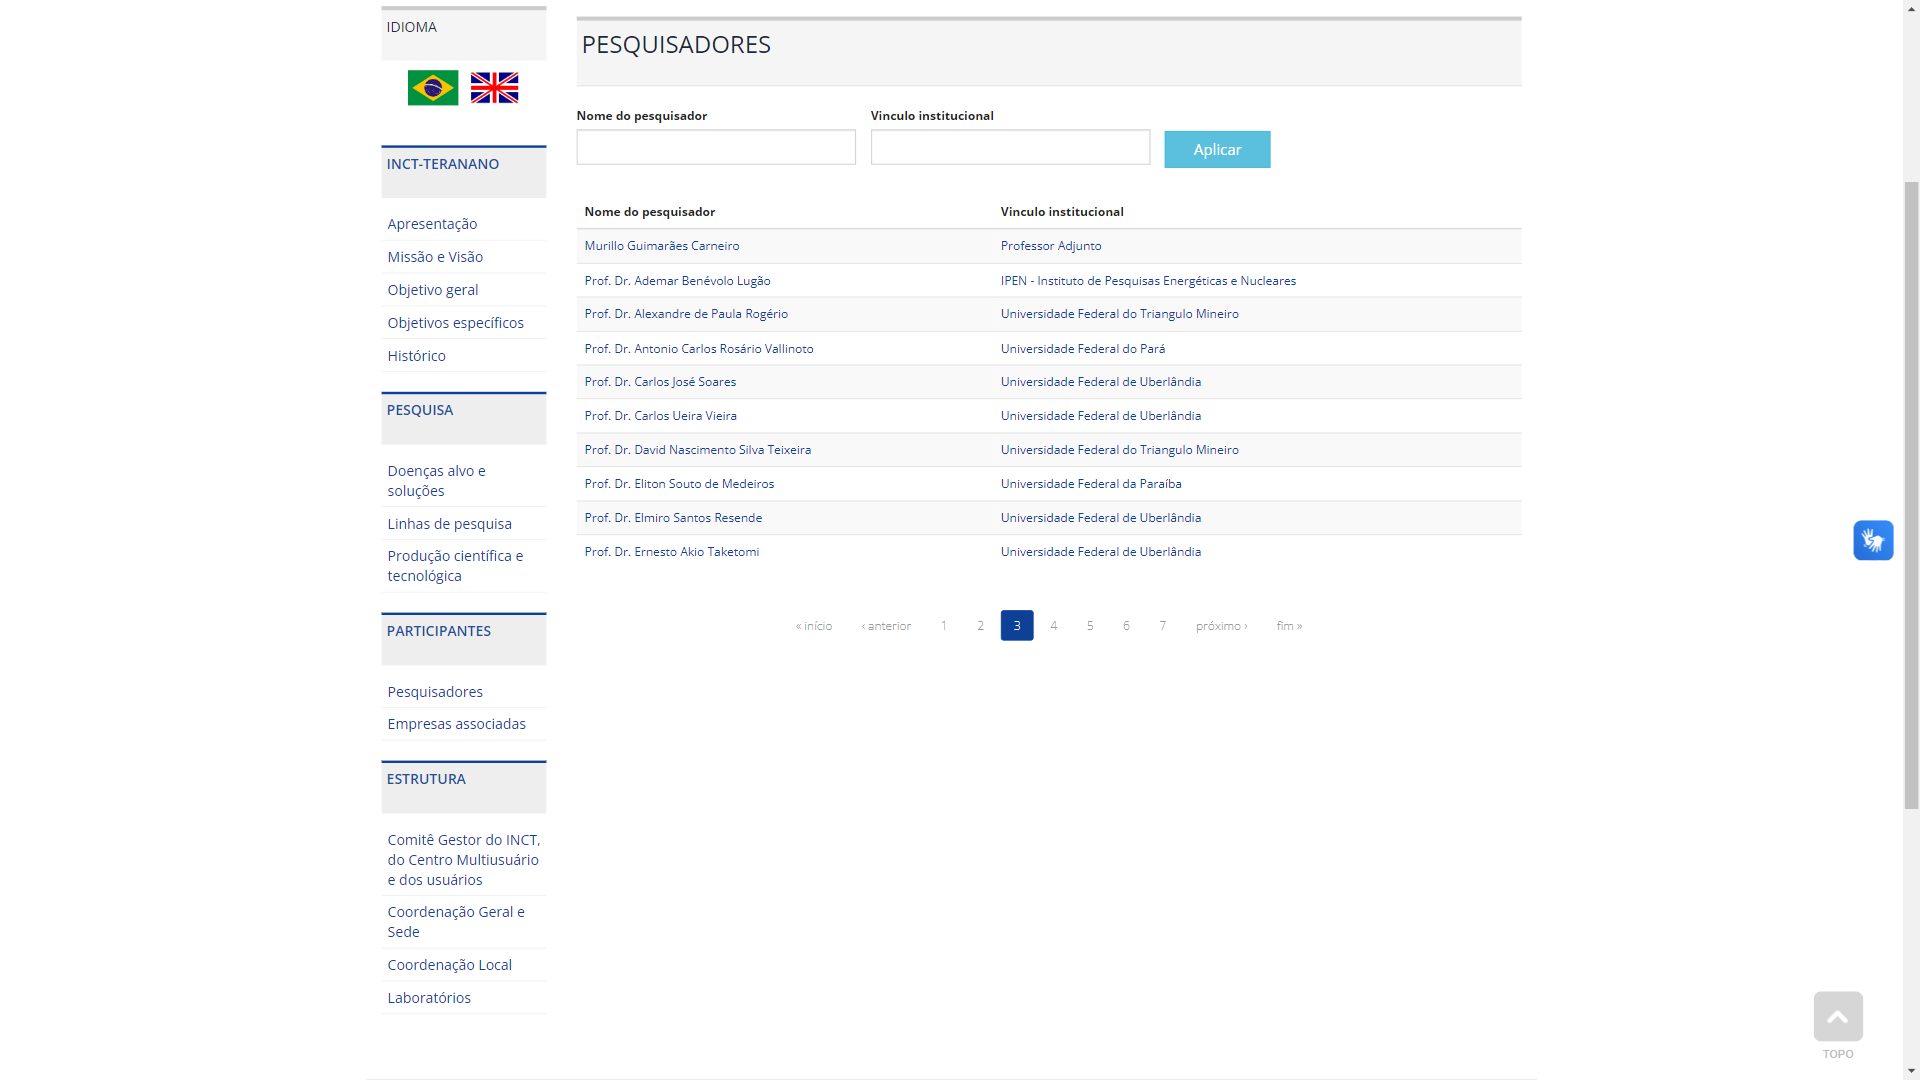 IDIOMA
INCT-TERANANO
Apresentação
Missão e Visão
Objetivo geral
Objetivos específicos
Histórico
PESQUISA
Doenças alvo e
soluções
Linhas de pesquisa
Produção científica e
tecnológica
PARTICIPANTES
Pesquisadores
Empresas associadas
ESTRUTURA
Comitê Gestor do INCT,
do Centro Multiusuário
e dos usuários
Coordenação Geral e
Sede
Coordenação Local
Laboratórios
PESQUISADORES
Nome do pesquisador Vinculo institucional
Aplicar
Nome do pesquisador Vinculo institucional
Murillo Guimarães Carneiro Professor Adjunto
Prof. Dr. Ademar Benévolo Lugão IPEN - Instituto de Pesquisas Energéticas e Nucleares
Prof. Dr. Alexandre de Paula Rogério Universidade Federal do Triangulo Mineiro
Prof. Dr. Antonio Carlos Rosário Vallinoto Universidade Federal do Pará
Prof. Dr. Carlos José Soares Universidade Federal de Uberlândia
Prof. Dr. Carlos Ueira Vieira Universidade Federal de Uberlândia
Prof. Dr. David Nascimento Silva Teixeira Universidade Federal do Triangulo Mineiro
Prof. Dr. Eliton Souto de Medeiros Universidade Federal da Paraíba
Prof. Dr. Elmiro Santos Resende Universidade Federal de Uberlândia
Prof. Dr. Ernesto Akio Taketomi Universidade Federal de Uberlândia
« início ‹ anterior 1 2 3 4 5 6 7 próximo › fim »
TOPO